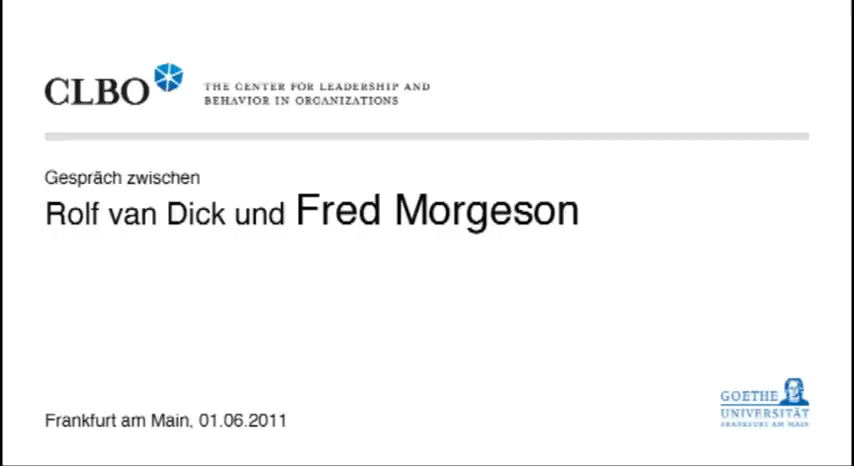 CLBO
THE CENTER FOR LEADERSHIP AND
BEHAVIOR IN ORGANIZATIONS
Gespräch zwischen
Rolf van Dick und Fred Morgeson
Frankfurt am Main, 01.06.2011
GOETHE
UNIVERSITÄT
FRANKFURT AM MAIN